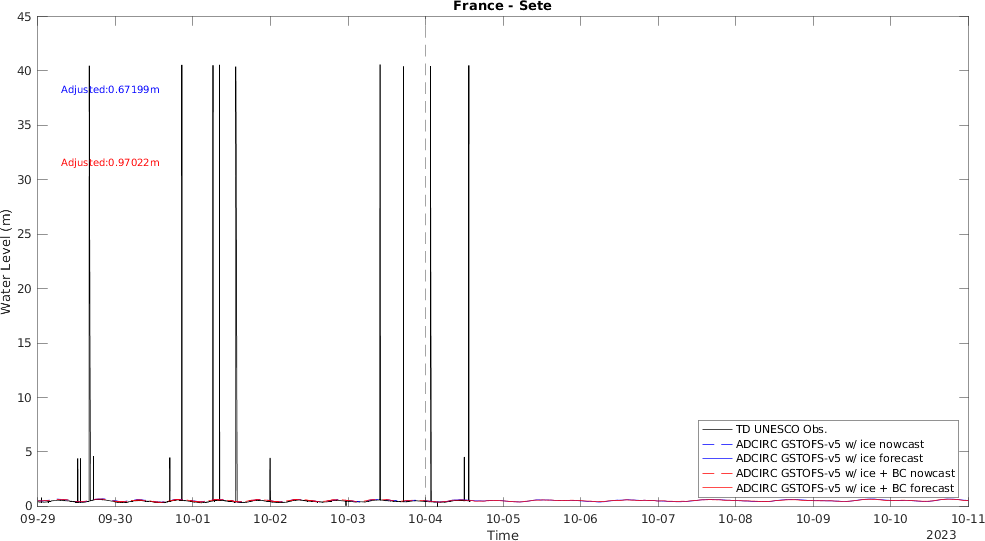 France - Sete
45
40
35
30
25
20
15
10
5
0
Water Level (m)
Adjusted:0.67199m
Adjusted:0.97022m
TD UNESCO Obs.
ADCIRC GSTOFS-v5 w/ ice nowcast
ADCIRC GSTOFS-v5 w/ ice forecast
ADCIRC GSTOFS-v5 w/ ice + BC nowcast
ADCIRC GSTOFS-v5 w/ ice + BC forecast
09-29 09-30 10-01 10-02 10-03 10-04 10-05 10-06 10-07 10-08 10-09 10-10 10-11
Time
2023